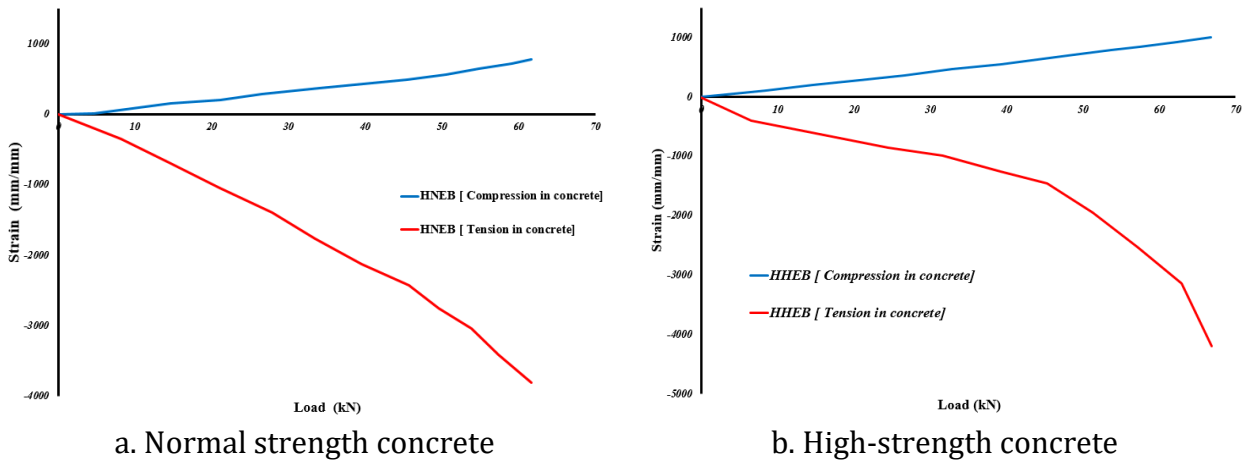 1000
0
-1000
-2000
-3000
-4000
0 10 20 30 40 50 60 70
Strain (mm/mm)
Load (kN)
HNEB [ Compression in concrete]
HNEB [ Tension in concrete]
a. Normal strength concrete
1000
0
-1000
-2000
-3000
-4000
-5000
0 10 20 30 40 50 60 70
Strain (mm/mm)
Load (kN)
HHEB [ Compression in concrete]
HHEB [ Tension in concrete]
b. High-strength concrete